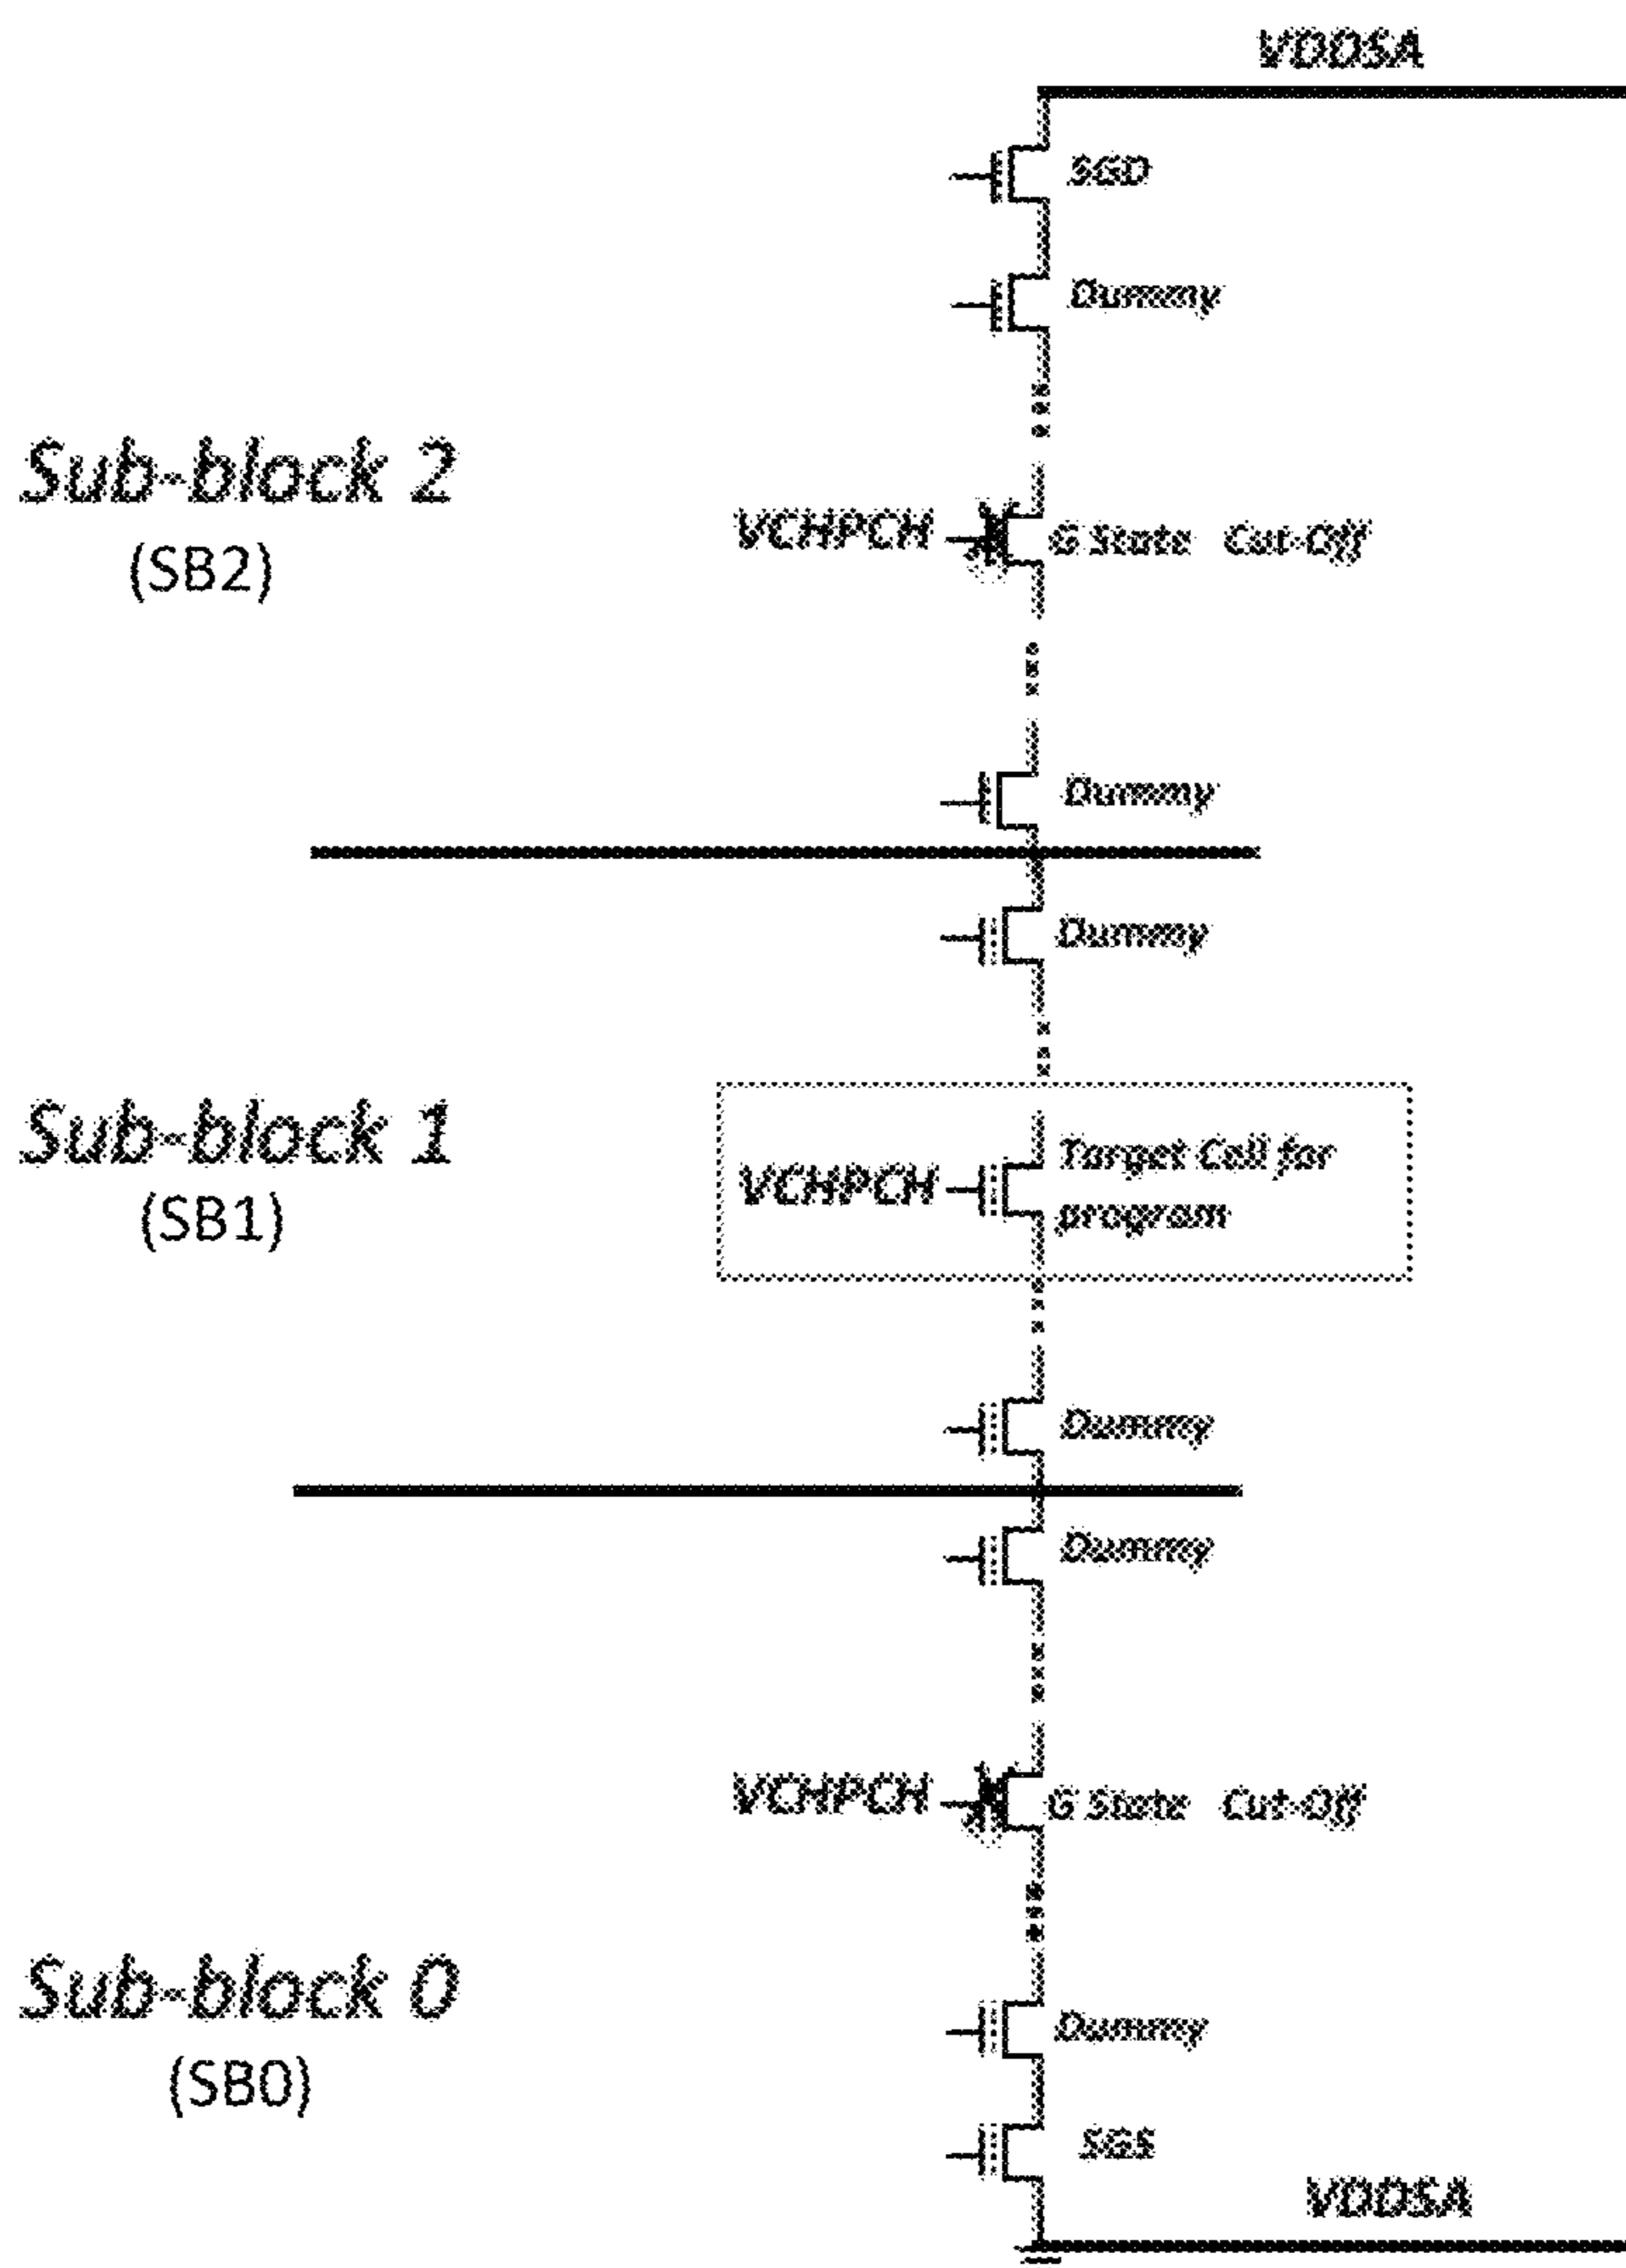 VDDSA
SGD
Dummy
Sub-block 2
(SB2)
VCHPCH
G State Cut-Off
Dummy
Dummy
Sub-block 1
(SB1)
VCHPCH
Target Cell for
program
Dummy
Dummy
VCHPCH
G State Cut-Off
Sub-block 0
(SB0)
Dummy
SGS
VDDSA